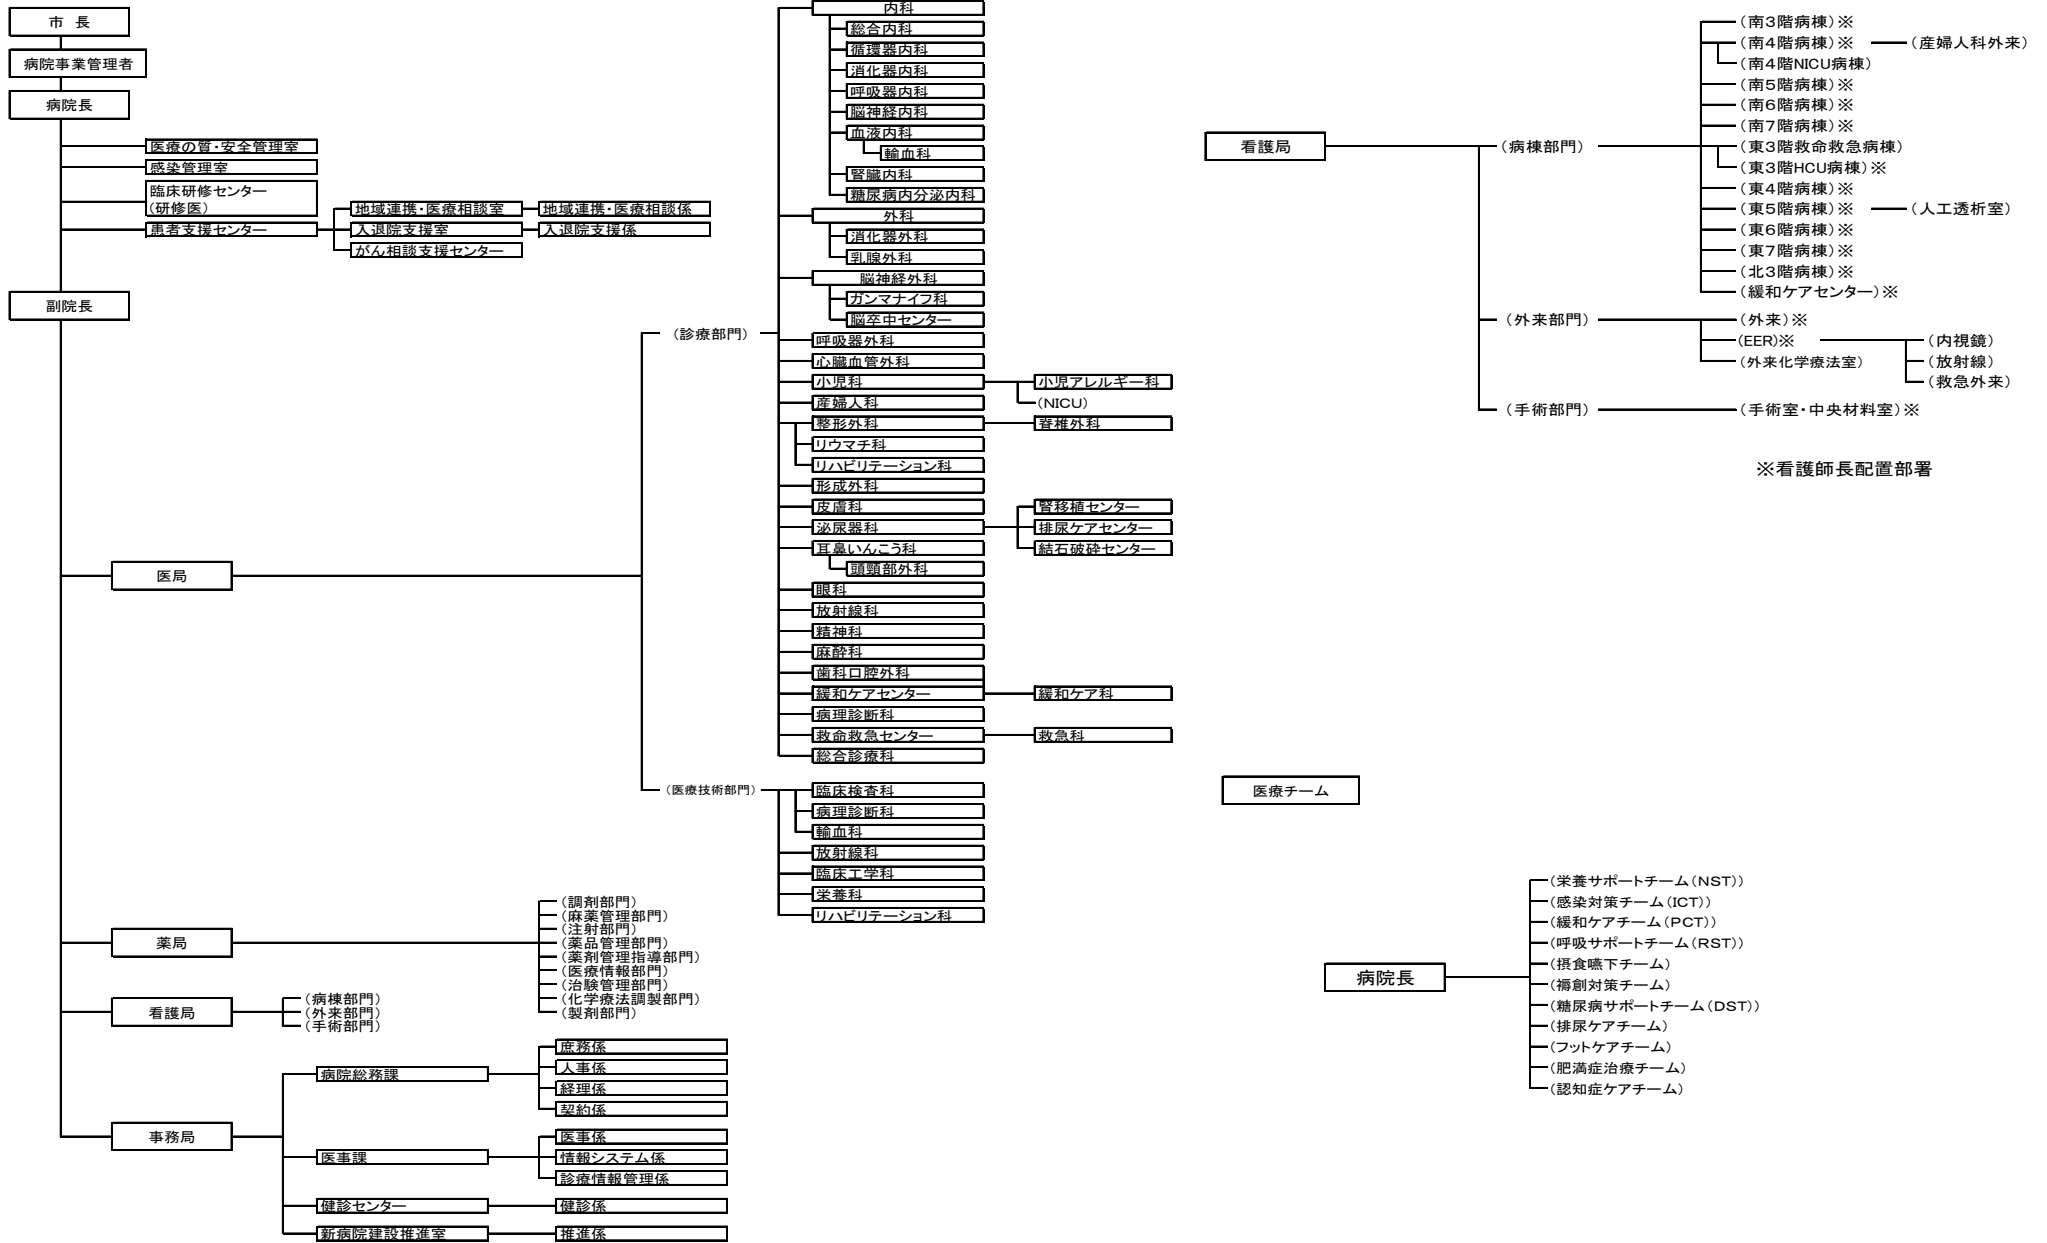 市 長
病院事業管理者
病院長
医療の質・安全管理室
感染管理室
臨床研修センター
(研修医)
患者支援センター
地域連携・医療相談室
地域連携・医療相談係
入退院支援室
入退院支援係
がん相談支援センター
副院長
医局
(診療部門)
内科
総合内科
循環器内科
消化器内科
呼吸器内科
脳神経内科
血液内科
輸血科
腎臓内科
糖尿病内分泌内科
外科
消化器外科
乳腺外科
脳神経外科
ガンマナイフ科
脳卒中センター
呼吸器外科
心臓血管外科
小児科
小児アレルギー科
(NICU)
産婦人科
整形外科
脊椎外科
リウマチ科
リハビリテーション科
形成外科
皮膚科
泌尿器科
腎移植センター
排尿ケアセンター
結石破砕センター
耳鼻いんこう科
頭頸部外科
眼科
放射線科
精神科
麻酔科
歯科口腔外科
緩和ケアセンター
緩和ケア科
病理診断科
救命救急センター
救急科
総合診療科
(医療技術部門)
臨床検査科
病理診断科
輸血科
放射線科
臨床工学科
栄養科
リハビリテーション科
薬局
(調剤部門)
(麻薬管理部門)
(注射部門)
(薬品管理部門)
(薬剤管理指導部門)
(医療情報部門)
(治験管理部門)
(化学療法調製部門)
(製剤部門)
看護局
(病棟部門)
(外来部門)
(手術部門)
事務局
病院総務課
庶務係
人事係
経理係
契約係
医事課
医事係
情報システム係
診療情報管理係
健診センター
健診係
新病院建設推進室
推進係
看護局
(病棟部門)
(南3階病棟)※
(南4階病棟)※
(産婦人科外来)
(南4階NICU病棟)
(南5階病棟)※
(南6階病棟)※
(南7階病棟)※
(東3階救命救急病棟)
(東3階HCU病棟)※
(東4階病棟)※
(東5階病棟)※
(人工透析室)
(東6階病棟)※
(東7階病棟)※
(北3階病棟)※
(緩和ケアセンター)※
(外来部門)
(外来)※
(EER)※
(内視鏡)
(放射線)
(救急外来)
(外来化学療法室)
(手術部門)
(手術室・中央材料室)※
※看護師長配置部署
医療チーム
病院長
(栄養サポートチーム(NST))
(感染対策チーム(ICT))
(緩和ケアチーム(PCT))
(呼吸サポートチーム(RST))
(摂食嚥下チーム)
(褥創対策チーム)
(糖尿病サポートチーム(DST))
(排尿ケアチーム)
(フットケアチーム)
(肥満症治療チーム)
(認知症ケアチーム)